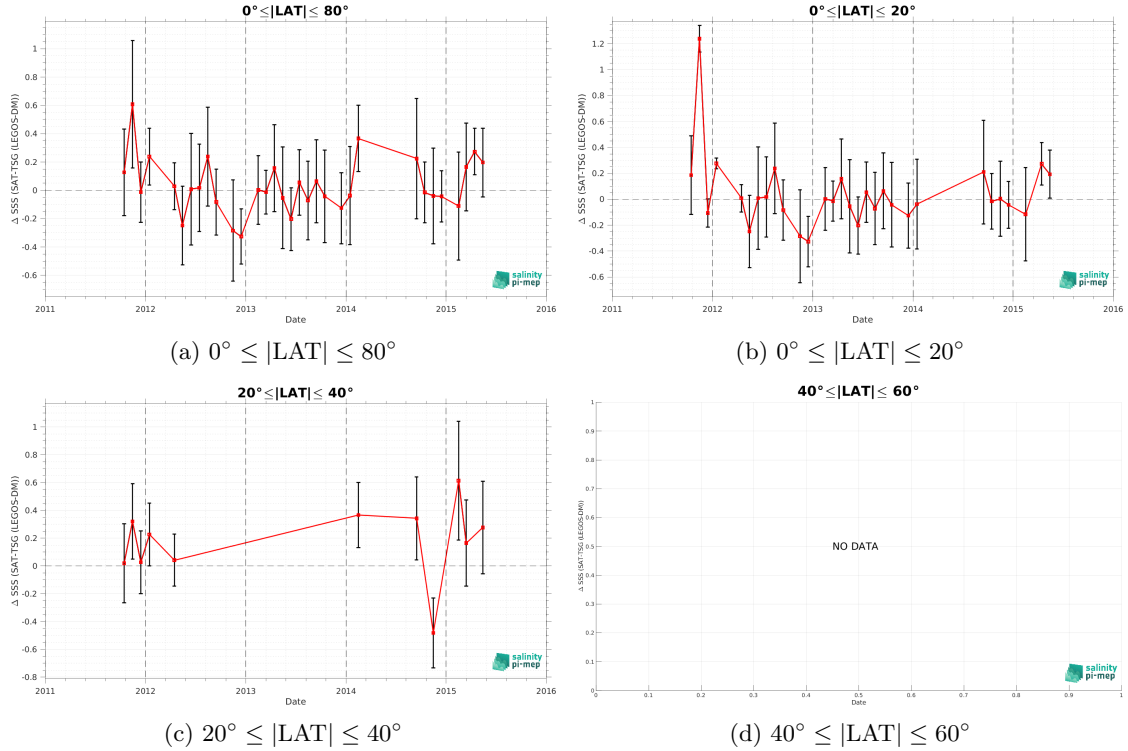 0°≤|LAT|≤ 80°
Δ SSS (SAT-TSG (LEGOS-DM))
1
0.8
0.6
0.4
0.2
0
-0.2
-0.4
-0.6
2011 2012 2013 2014 2015 2016
Date
salinity
pi-mep
(a) 0° ≤ |LAT| ≤ 80°
0°≤|LAT|≤ 20°
Δ SSS (SAT-TSG (LEGOS-DM))
1.2
1
0.8
0.6
0.4
0.2
0
-0.2
-0.4
-0.6
2011 2012 2013 2014 2015 2016
Date
salinity
pi-mep
(b) 0° ≤ |LAT| ≤ 20°
20°≤|LAT|≤ 40°
Δ SSS (SAT-TSG (LEGOS-DM))
1
0.8
0.6
0.4
0.2
0
-0.2
-0.4
-0.6
-0.8
2011 2012 2013 2014 2015 2016
Date
salinity
pi-mep
(c) 20° ≤ |LAT| ≤ 40°
40°≤|LAT|≤ 60°
Δ SSS (SAT-TSG (LEGOS-DM))
1
0.9
0.8
0.7
0.6
0.5
0.4
0.3
0.2
0.1
0
NO DATA
0 0.1 0.2 0.3 0.4 0.5 0.6 0.7 0.8 0.9 1
Date
salinity
pi-mep
(d) 40° ≤ |LAT| ≤ 60°